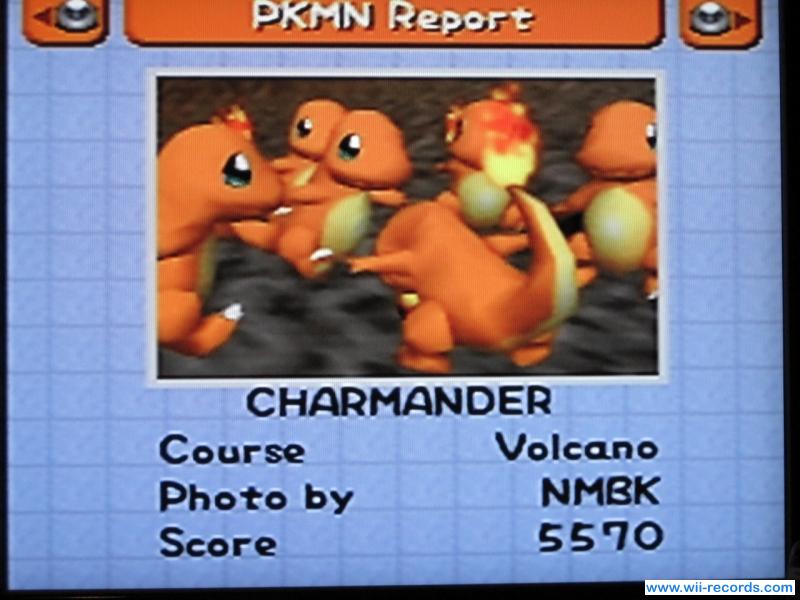 PKMN Report
CHARMANDER
Course Volcano
Photo by NMBK
Score 5570
www.wii-records.com